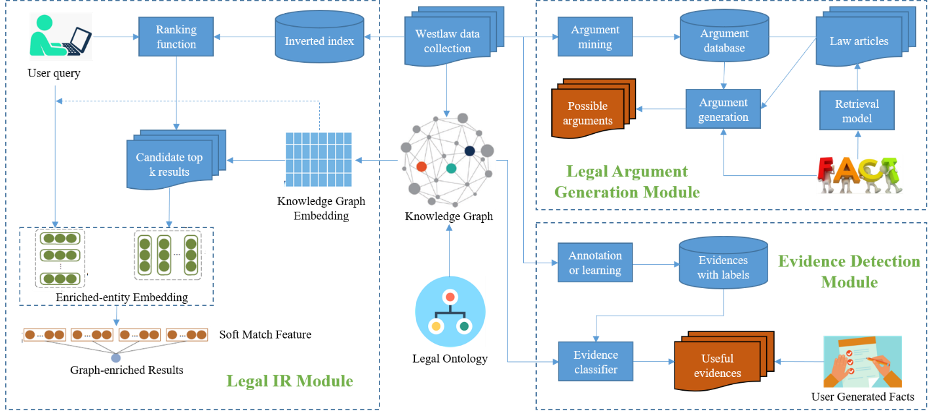 User query
Ranking
function
Inverted index
Westlaw data
collection
Candidate top
k results
Knowledge Graph
Embedding
Knowledge Graph
Enriched-entity Embedding
Soft Match Feature
Graph-enriched Results
Legal IR Module
Legal Ontology
Argument
mining
Argument
database
Law articles
Possible
arguments
Argument
generation
Retrieval
model
FACT
Legal Argument
Generation Module
Annotation
or learning
Evidences
with labels
Evidence Detection
Module
Evidence
classifier
Useful
evidences
User Generated Facts